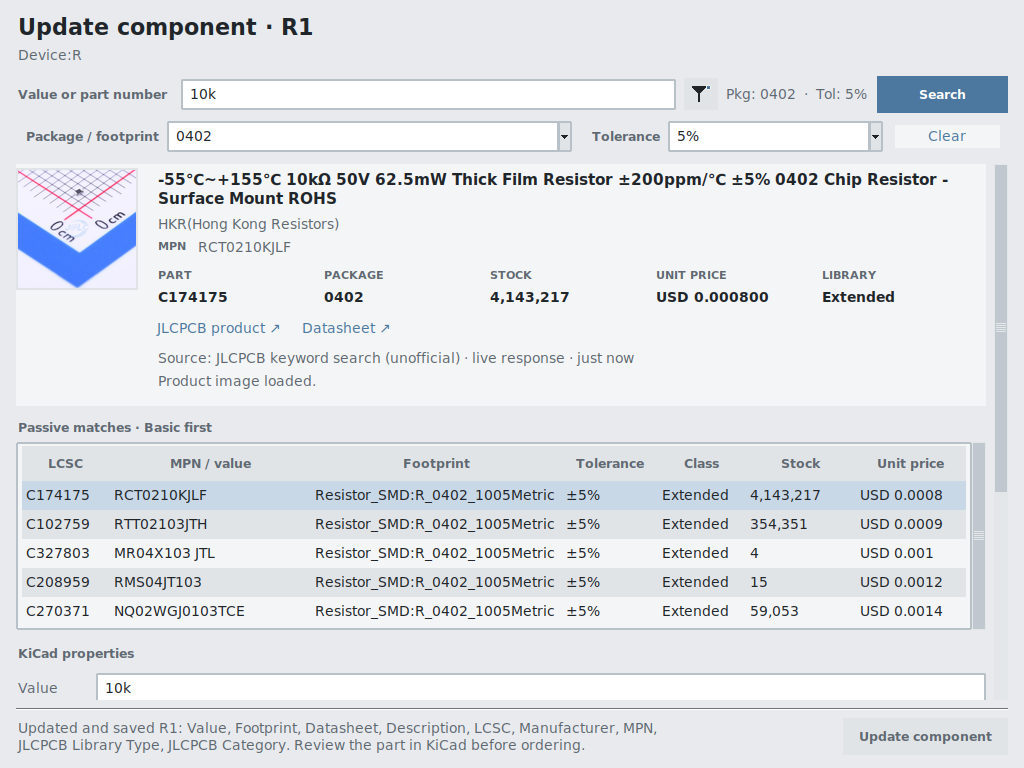 Update component · R1
Device:R
Value or part number 10k Pkg: 0402 · Tol: 5% Search
Package / footprint 0402 Tolerance 5% Clear
-55℃~+155℃ 10kΩ 50V 62.5mW Thick Film Resistor ±200ppm/℃ ±5% 0402 Chip Resistor -
Surface Mount ROHS
HKR(Hong Kong Resistors)
MPN RCT0210KJLF
PART PACKAGE STOCK UNIT PRICE LIBRARY
C174175 0402 4,143,217 USD 0.000800 Extended
JLCPCB product ↗ Datasheet ↗
Source: JLCPCB keyword search (unofficial) · live response · just now
Product image loaded.
0 cm 0 cm
Passive matches · Basic first
LCSC MPN / value Footprint Tolerance Class Stock Unit price
C174175 RCT0210KJLF Resistor_SMD:R_0402_1005Metric ±5% Extended 4,143,217 USD 0.0008
C102759 RTT02103JTH Resistor_SMD:R_0402_1005Metric ±5% Extended 354,351 USD 0.0009
C327803 MR04X103 JTL Resistor_SMD:R_0402_1005Metric ±5% Extended 4 USD 0.001
C208959 RMS04JT103 Resistor_SMD:R_0402_1005Metric ±5% Extended 15 USD 0.0012
C270371 NQ02WGJ0103TCE Resistor_SMD:R_0402_1005Metric ±5% Extended 59,053 USD 0.0014
KiCad properties
Value 10k
Updated and saved R1: Value, Footprint, Datasheet, Description, LCSC, Manufacturer, MPN,
JLCPCB Library Type, JLCPCB Category. Review the part in KiCad before ordering.
Update component